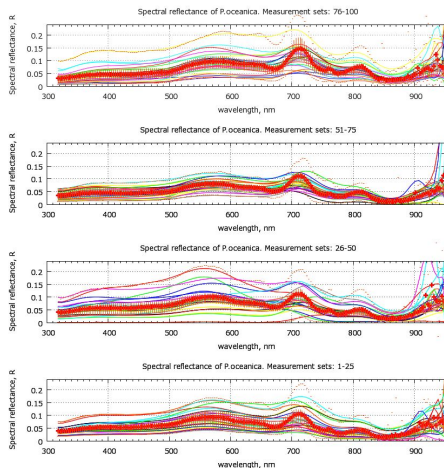 Spectral reflectance of P.oceanica. Measurement sets: 76-100
Spectral reflectance, R
0.2
0.15
0.1
0.05
0
300 400 500 600 700 800 900
wavelength, nm
Spectral reflectance of P.oceanica. Measurement sets: 51-75
Spectral reflectance, R
0.2
0.15
0.1
0.05
0
300 400 500 600 700 800 900
wavelength, nm
Spectral reflectance of P.oceanica. Measurement sets: 26-50
Spectral reflectance, R
0.2
0.15
0.1
0.05
0
300 400 500 600 700 800 900
wavelength, nm
Spectral reflectance of P.oceanica. Measurement sets: 1-25
Spectral reflectance, R
0.2
0.15
0.1
0.05
0
300 400 500 600 700 800 900
wavelength, nm